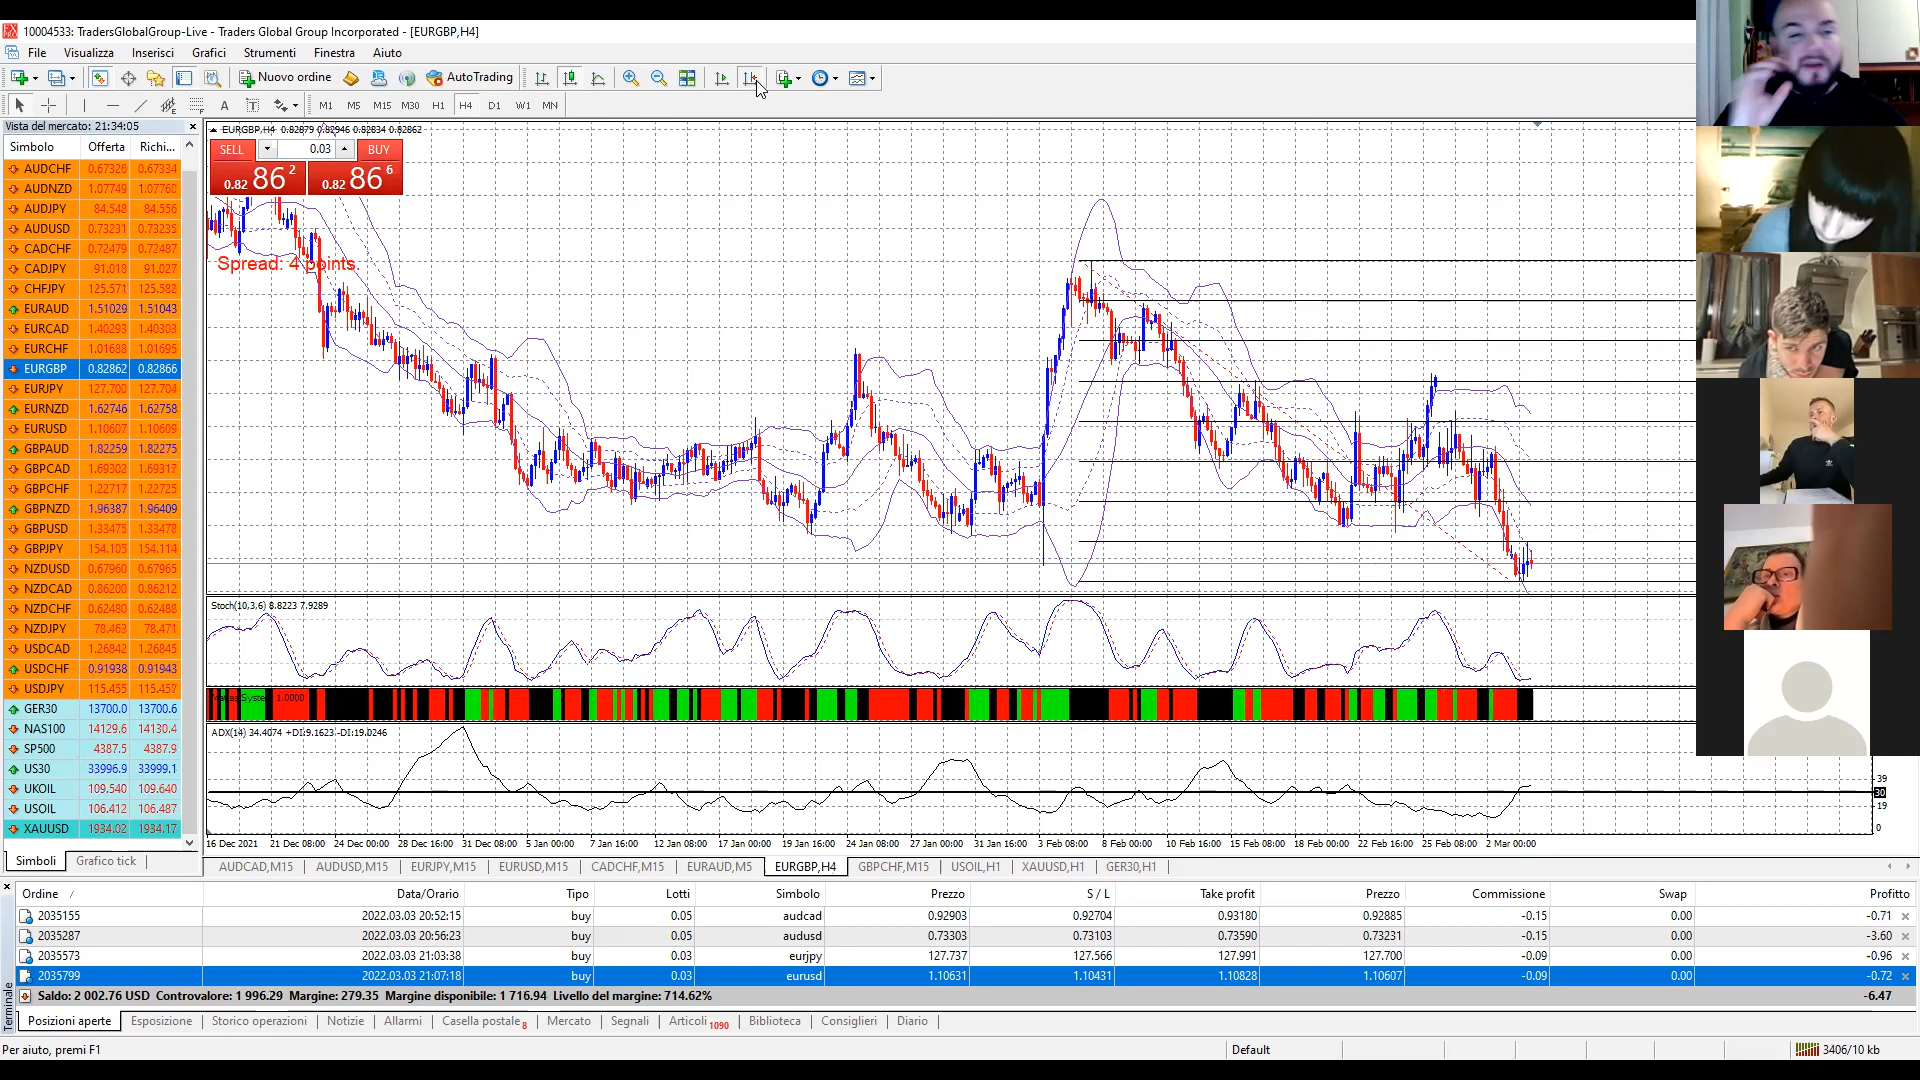 10004533: TradersGlobalGroup-Live - Traders Global Group Incorporated - [EURGBP,H4]
File Visualizza Inserisci Grafici Strumenti Finestra Aiuto
Nuovo ordine AutoTrading
A T M1 M5 M15 M30 H1 H4 D1 W1 MN
Vista del mercato: 21:34:05
Simbolo Offerta Richi...
AUDCHF 0.67326 0.67334
AUDNZD 1.07749 1.07760
AUDJPY 84.548 84.556
AUDUSD 0.73231 0.73235
CADCHF 0.72479 0.72487
CADJPY 91.018 91.027
CHFJPY 125.571 125.582
EURAUD 1.51029 1.51043
EURCAD 1.40293 1.40303
EURCHF 1.01688 1.01695
EURGBP 0.82862 0.82866
EURJPY 127.700 127.704
EURNZD 1.62746 1.62758
EURUSD 1.10607 1.10609
GBPAUD 1.82259 1.82275
GBPCAD 1.69302 1.69317
GBPCHF 1.22717 1.22725
GBPNZD 1.96387 1.96409
GBPUSD 1.33475 1.33478
GBPJPY 154.105 154.114
NZDUSD 0.67960 0.67965
NZDCAD 0.86200 0.86212
NZDCHF 0.62480 0.62488
NZDJPY 78.463 78.471
USDCAD 1.26842 1.26845
USDCHF 0.91938 0.91943
USDJPY 115.455 115.457
GER30 13700.0 13700.6
NAS100 14129.6 14130.4
SP500 4387.5 4387.9
US30 33996.9 33999.1
UKOIL 109.540 109.640
USOIL 106.412 106.487
XAUUSD 1934.02 1934.17
Simboli Grafico tick
EURGBP,H4 0.82879 0.82946 0.82834 0.82862
SELL 0.03 BUY
0.82 86 2 0.82 86 6
Spread: 4 points.
Stoch(10,3,6) 8.8223 7.9289
1.0000
ADX(14) 34.4074 +DI:9.1623 -DI:19.0246
39
30
19
0
16 Dec 2021 21 Dec 08:00 24 Dec 00:00 28 Dec 16:00 31 Dec 08:00 5 Jan 00:00 7 Jan 16:00 12 Jan 08:00 17 Jan 00:00 19 Jan 16:00 24 Jan 08:00 27 Jan 00:00 31 Jan 16:00 3 Feb 08:00 8 Feb 00:00 10 Feb 16:00 15 Feb 08:00 18 Feb 00:00 22 Feb 16:00 25 Feb 08:00 2 Mar 00:00
AUDCAD,M15 AUDUSD,M15 EURJPY,M15 EURUSD,M15 CADCHF,M15 EURAUD,M5 EURGBP,H4 GBPCHF,M15 USOIL,H1 XAUUSD,H1 GER30,H1
Ordine Data/Orario Tipo Lotti Simbolo Prezzo S / L Take profit Prezzo Commissione Swap Profitto
2035155 2022.03.03 20:52:15 buy 0.05 audcad 0.92903 0.92704 0.93180 0.92885 -0.15 0.00 -0.71
2035287 2022.03.03 20:56:23 buy 0.05 audusd 0.73303 0.73103 0.73590 0.73231 -0.15 0.00 -3.60
2035573 2022.03.03 21:03:38 buy 0.03 eurjpy 127.737 127.566 127.991 127.700 -0.09 0.00 -0.96
2035799 2022.03.03 21:07:18 buy 0.03 eurusd 1.10631 1.10431 1.10828 1.10607 -0.09 0.00 -0.72
Saldo: 2 002.76 USD Controvalore: 1 996.29 Margine: 279.35 Margine disponibile: 1 716.94 Livello del margine: 714.62% -6.47
Terminale
Posizioni aperte Esposizione Storico operazioni Notizie Allarmi Casella postale 8 Mercato Segnali Articoli 1090 Biblioteca Consiglieri Diario
Per aiuto, premi F1 Default 3406/10 kb